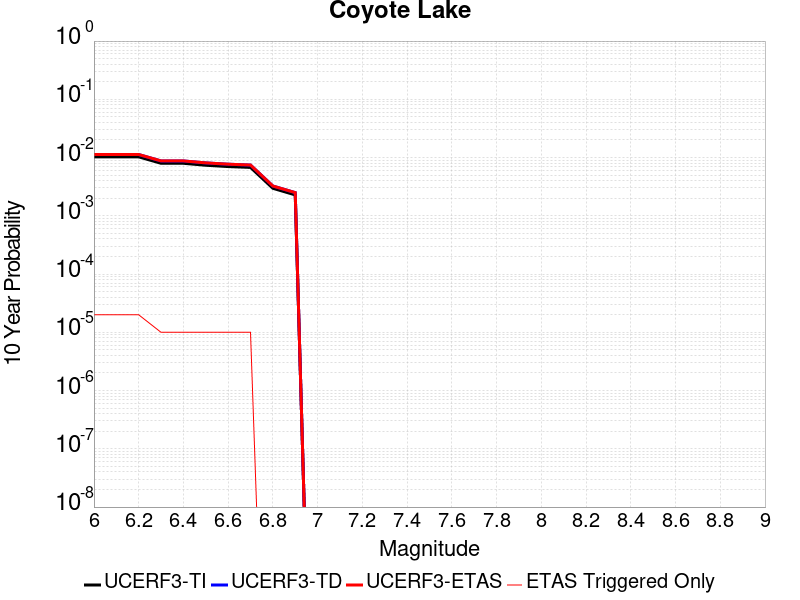 Coyote Lake
10 Year Probability
10^0
10^-1
10^-2
10^-3
10^-4
10^-5
10^-6
10^-7
10^-8
6 6.2 6.4 6.6 6.8 7 7.2 7.4 7.6 7.8 8 8.2 8.4 8.6 8.8 9
Magnitude
UCERF3-TI UCERF3-TD UCERF3-ETAS ETAS Triggered Only